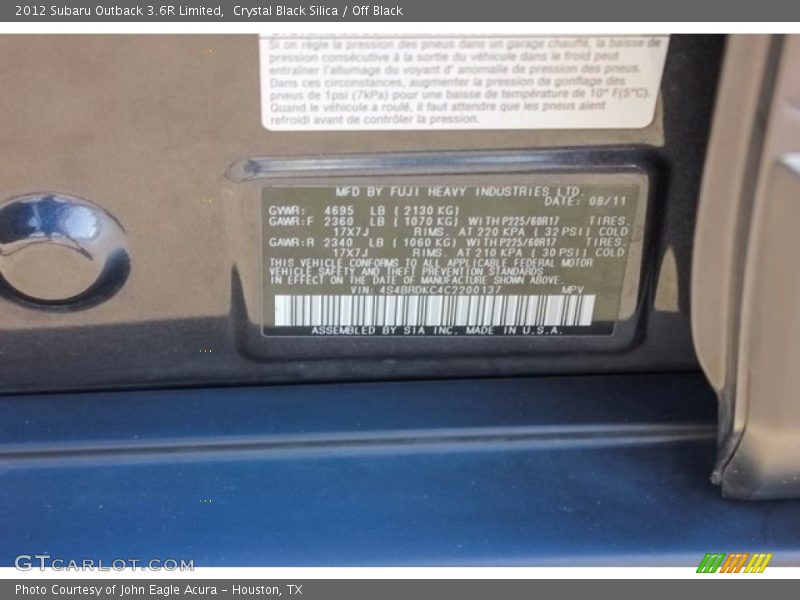 2012 Subaru Outback 3.6R Limited, Crystal Black Silica / Off Black
Si on règle la pression des pneus dans un garage chauffé, la baisse de
pression consécutive à la sortie du véhicule dans le froid peut
entraîner l'allumage du voyant d' anomalie de pression des pneus.
Dans ces circonstances, augmenter la pression de gonflage des
pneus de 1psi (7kPa) pour une baisse de température de 10° F(5°C).
Quand le véhicule a roulé, il faut attendre que les pneus aient
refroidi avant de contrôler la pression.
MFD BY FUJI HEAVY INDUSTRIES LTD.
DATE: 08/11
GVWR: 4695 LB ( 2130 KG)
GAWR:F 2360 LB ( 1070 KG) WITH P225/60R17 TIRES.
17X7J RIMS. AT 220 KPA ( 32 PSI) COLD
GAWR:R 2340 LB ( 1060 KG) WITH P225/60R17 TIRES.
17X7J RIMS. AT 210 KPA ( 30 PSI) COLD
THIS VEHICLE CONFORMS TO ALL APPLICABLE FEDERAL MOTOR
VEHICLE SAFETY AND THEFT PREVENTION STANDARDS
IN EFFECT ON THE DATE OF MANUFACTURE SHOWN ABOVE.
VIN: 4S4BRDKC4C2200137 MPV
ASSEMBLED BY SIA INC. MADE IN U.S.A.
GTCARLOT.COM
Photo Courtesy of John Eagle Acura - Houston, TX